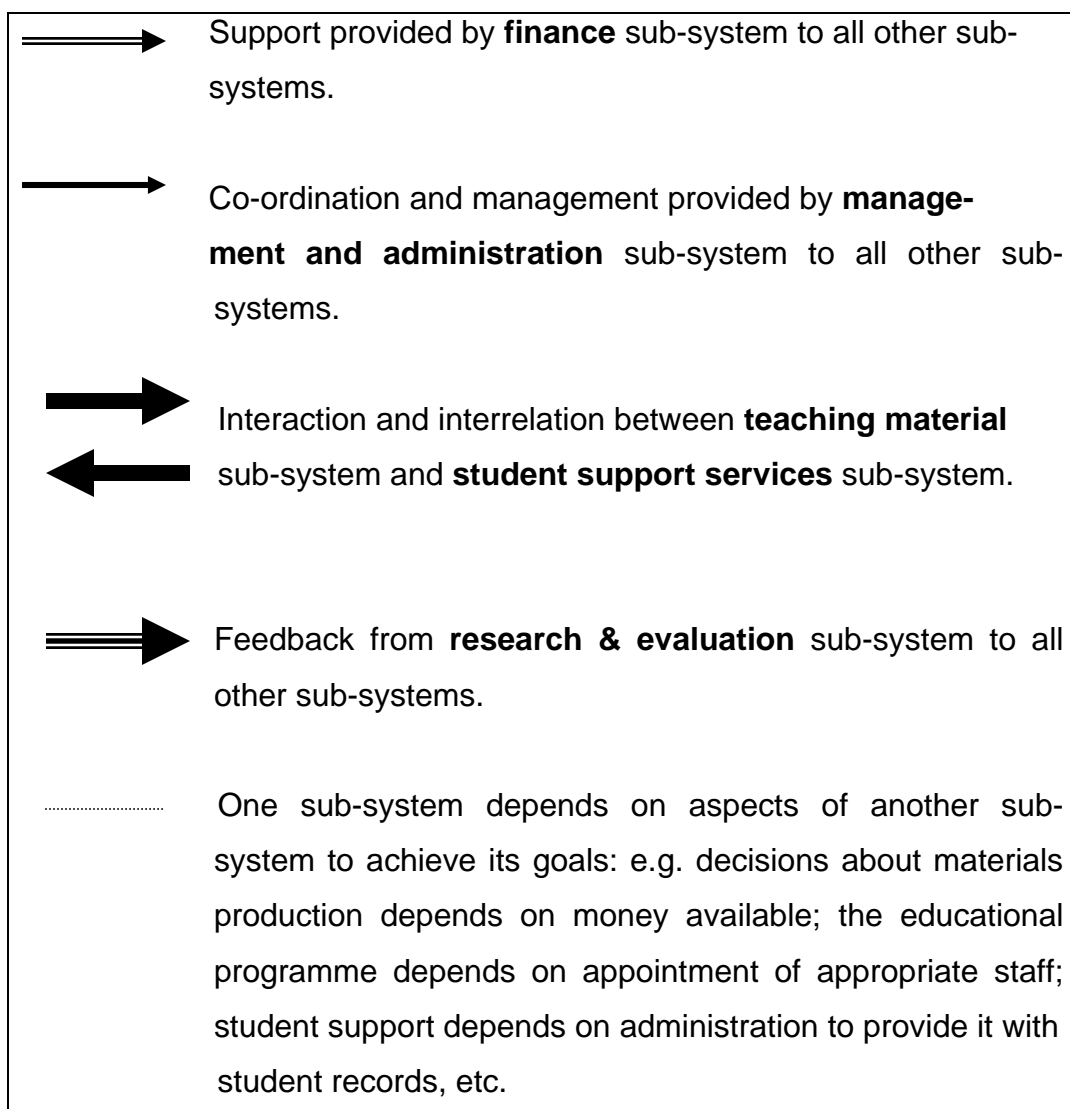 Support provided by finance sub-system to all other sub-
systems.
Co-ordination and management provided by manage-
ment and administration sub-system to all other sub-
systems.
Interaction and interrelation between teaching material
sub-system and student support services sub-system.
Feedback from research & evaluation sub-system to all
other sub-systems.
One sub-system depends on aspects of another sub-
system to achieve its goals: e.g. decisions about materials
production depends on money available; the educational
programme depends on appointment of appropriate staff;
student support depends on administration to provide it with
student records, etc.